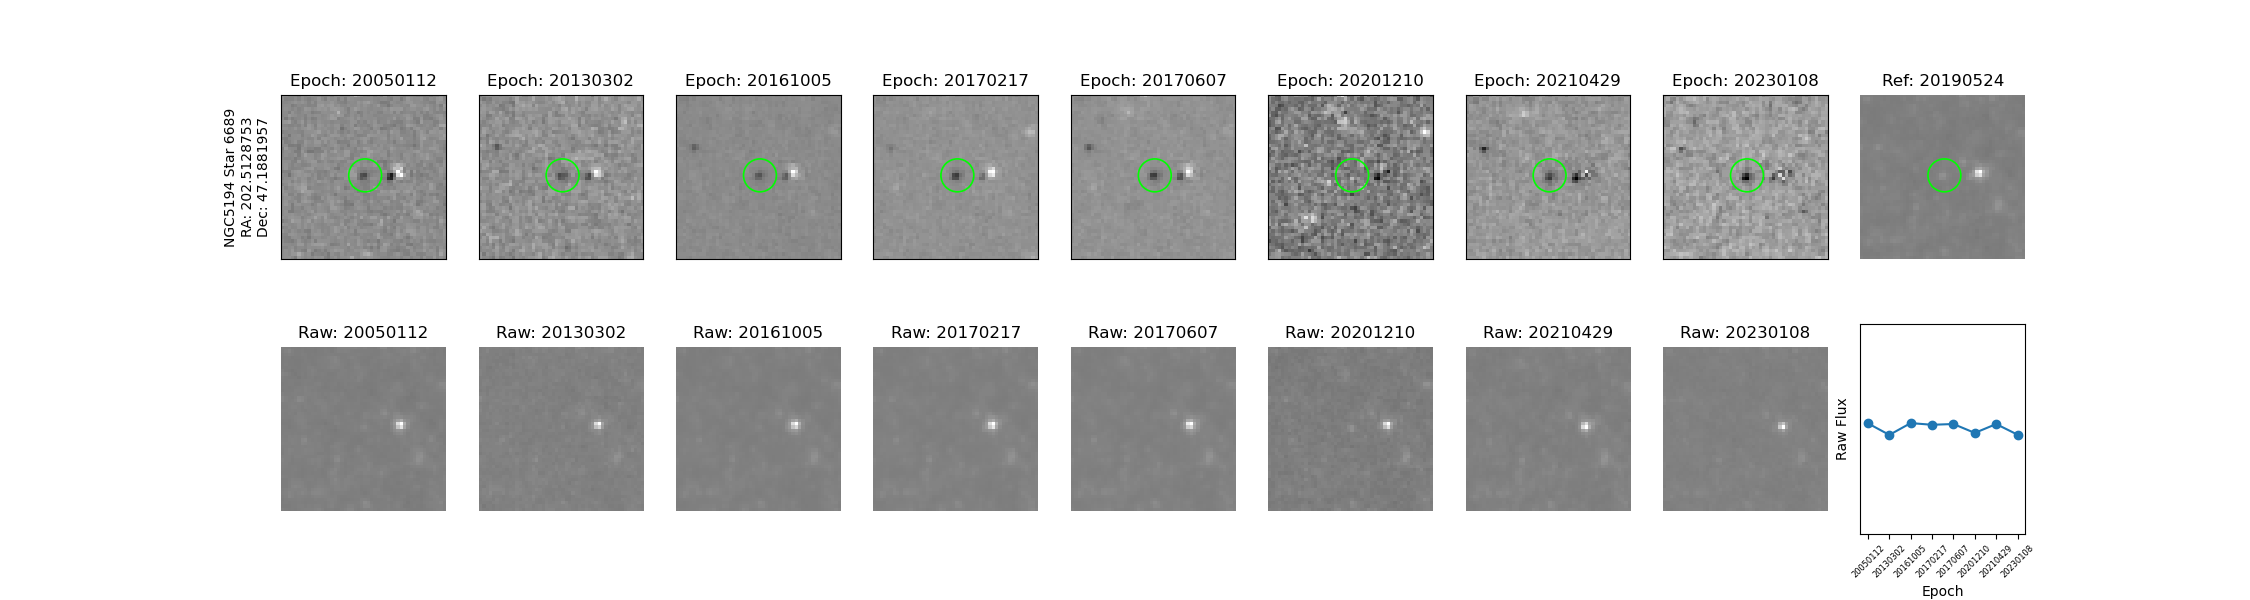 NGC5194 Star 6689
RA: 202.5128753
Dec: 47.1881957
Epoch: 20050112
Epoch: 20130302
Epoch: 20161005
Epoch: 20170217
Epoch: 20170607
Epoch: 20201210
Epoch: 20210429
Epoch: 20230108
Ref: 20190524
Raw: 20050112
Raw: 20130302
Raw: 20161005
Raw: 20170217
Raw: 20170607
Raw: 20201210
Raw: 20210429
Raw: 20230108
Raw Flux
20050112
20130302
20161005
20170217
20170607
20201210
20210429
20230108
Epoch